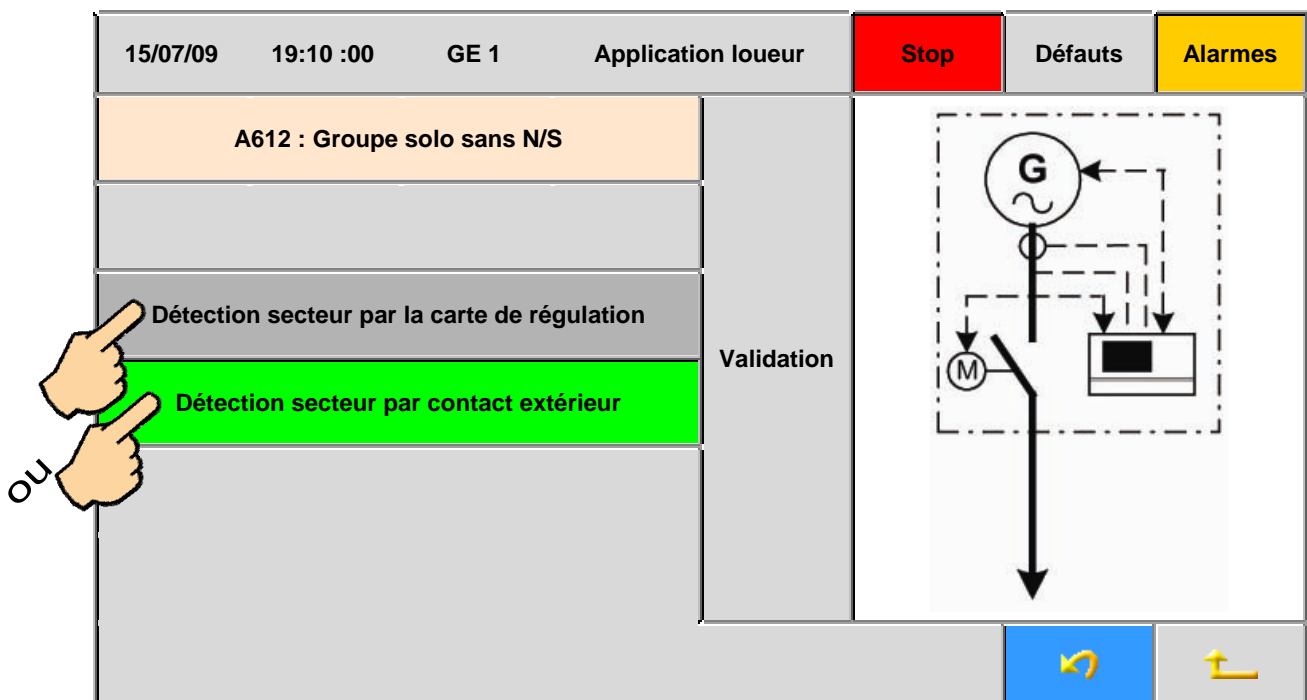 15/07/09 19:10 :00 GE 1 Application loueur Stop Défauts Alarmes
A612 : Groupe solo sans N/S
Détection secteur par la carte de régulation
Détection secteur par contact extérieur
Validation
ou
G
M